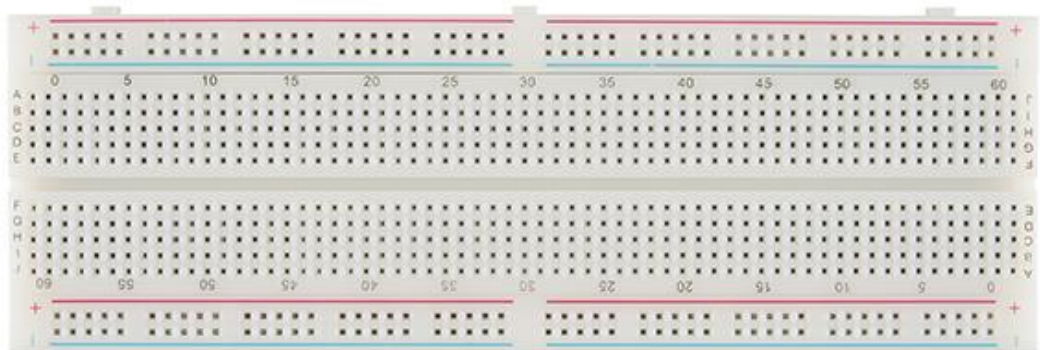 + +
- -
0 5 10 15 20 25 30 35 40 45 50 55 60
A J
B I
C H
D G
E F
F E
G D
H C
I B
J A
60 55 50 45 40 35 30 25 20 15 10 5 0
+ +
- -